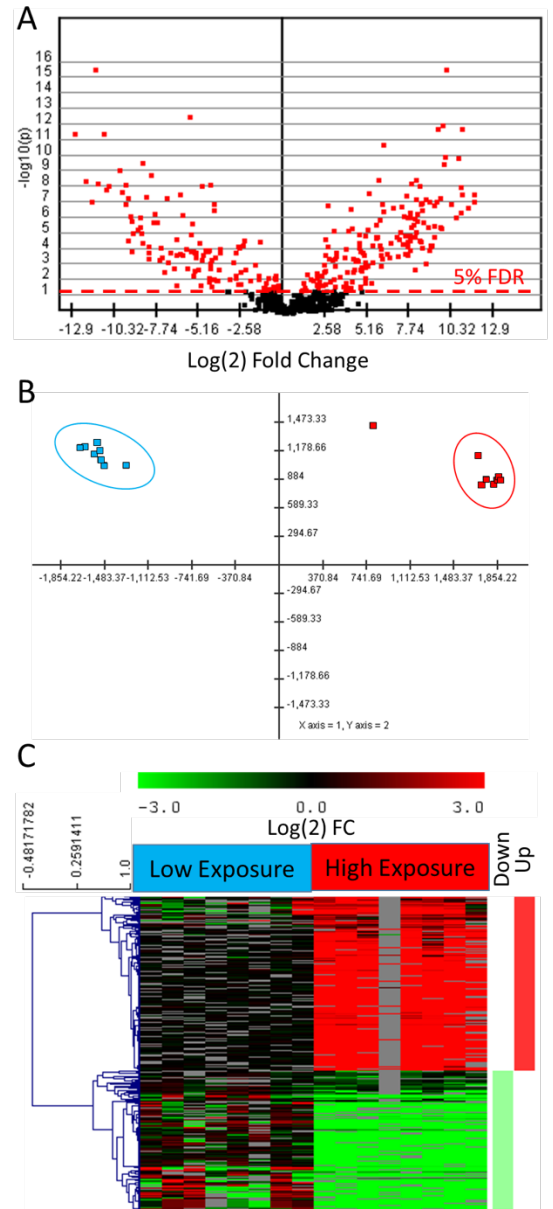 A
16
15
14
13
12
11
10
9
8
7
6
5
4
3
2
1
-log10(p)
5% FDR
-12.9 -10.32 -7.74 -5.16 -2.58 2.58 5.16 7.74 10.32 12.9
Log(2) Fold Change
B
1,473.33
1,178.66
884
589.33
294.67
-1,854.22 -1,483.37 -1,112.53 -741.69 -370.84 370.84 741.69 1,112.53 1,483.37 1,854.22
-294.67
-589.33
-884
-1,178.66
-1,473.33
X axis = 1, Y axis = 2
C
-3.0 0.0 3.0
Log(2) FC
-0.48171782
0.2591411
1.0
Low Exposure High Exposure
Down
Up